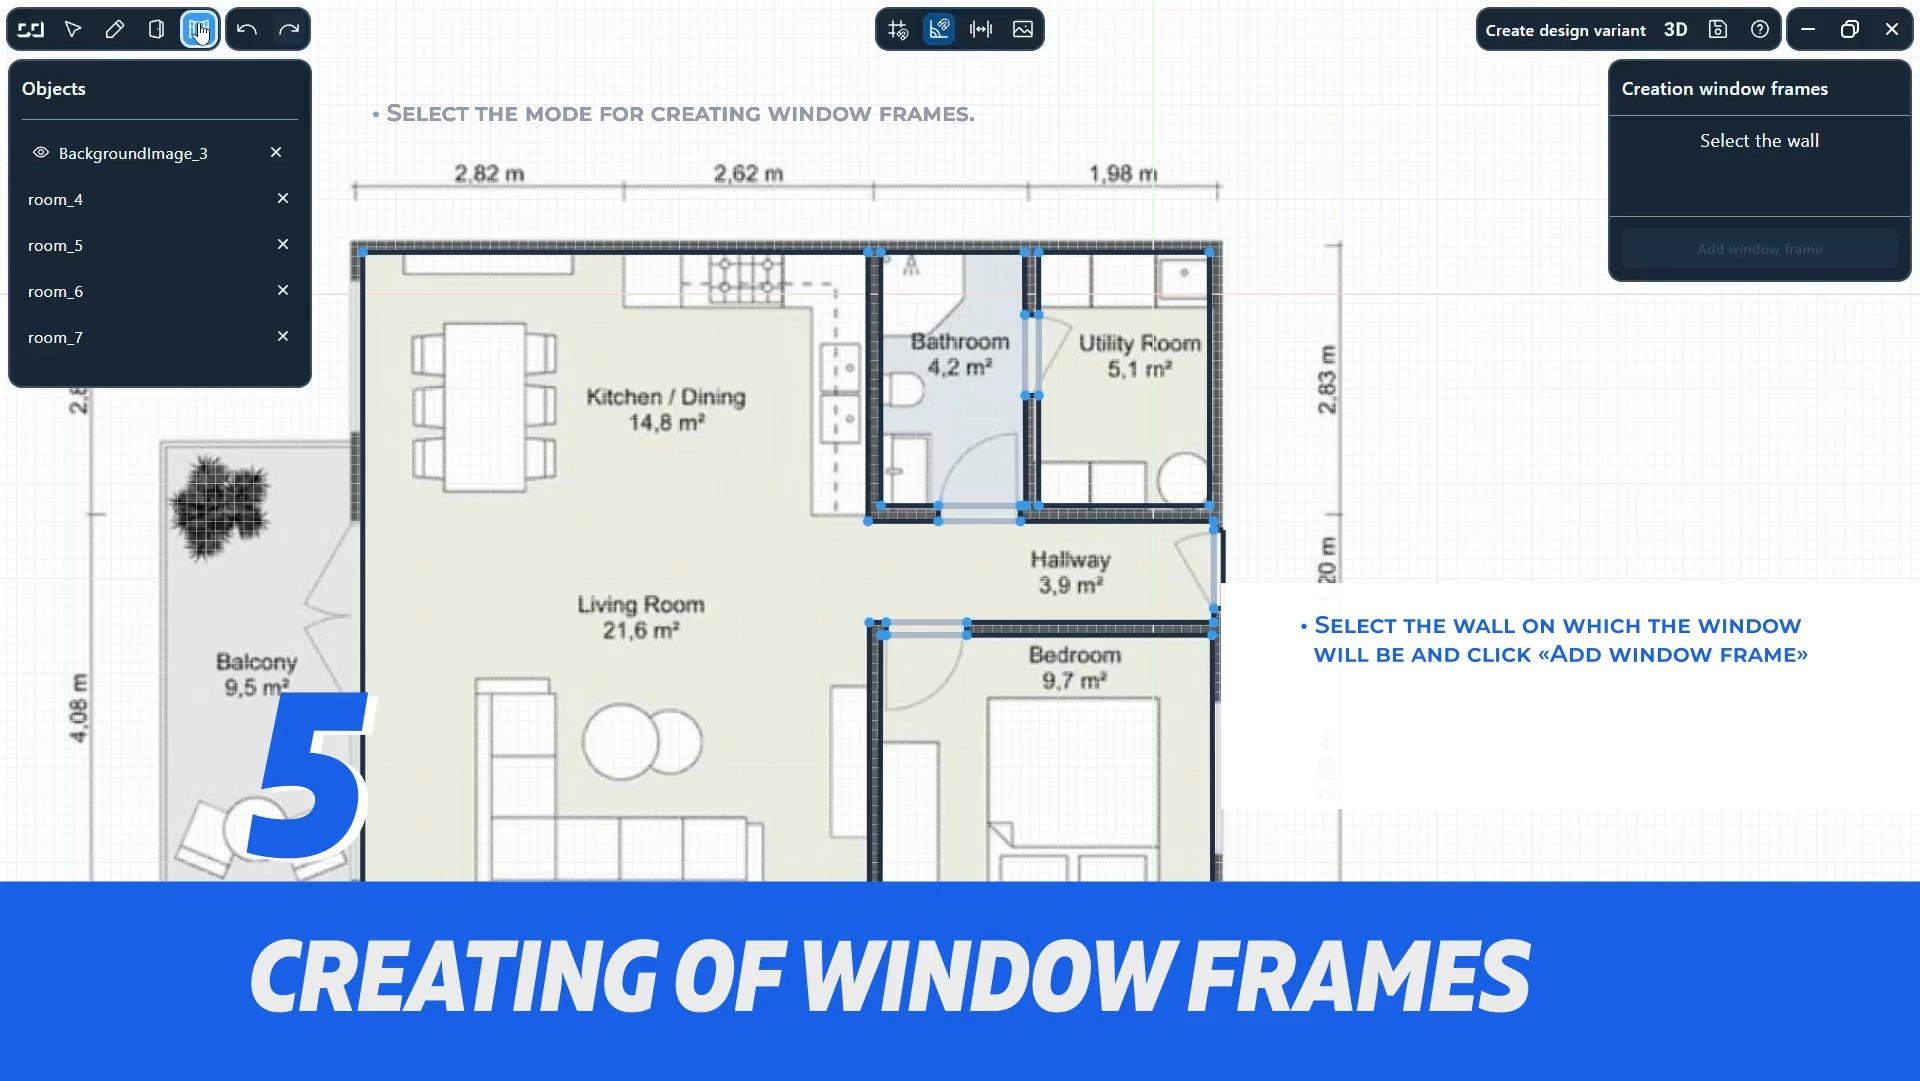 Create design variant 3D
Objects
BackgroundImage_3
room_4
room_5
room_6
room_7
• SELECT THE MODE FOR CREATING WINDOW FRAMES.
Creation window frames
Select the wall
Add window frame
2,82 m
2,62 m
1,98 m
2,83 m
Kitchen / Dining
14,8 m²
Bathroom
4,2 m²
Utility Room
5,1 m²
Hallway
3,9 m²
Living Room
21,6 m²
Balcony
9,5 m²
4,08 m
Bedroom
9,7 m²
• SELECT THE WALL ON WHICH THE WINDOW
WILL BE AND CLICK «ADD WINDOW FRAME»
5
CREATING OF WINDOW FRAMES